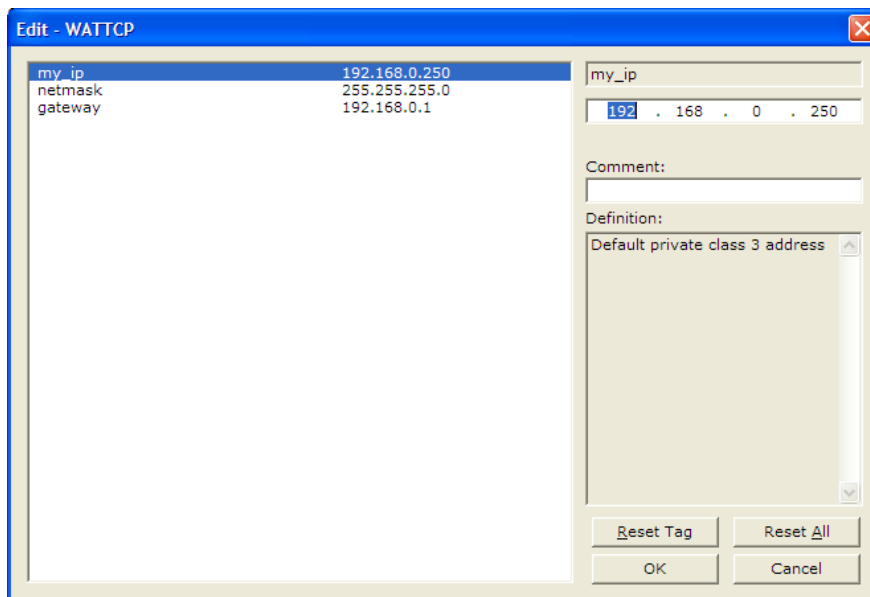 Edit - WATTCP
my_ip 192.168.0.250
netmask 255.255.255.0
gateway 192.168.0.1
my_ip
192 . 168 . 0 . 250
Comment:
Definition:
Default private class 3 address
Reset Tag Reset All
OK Cancel